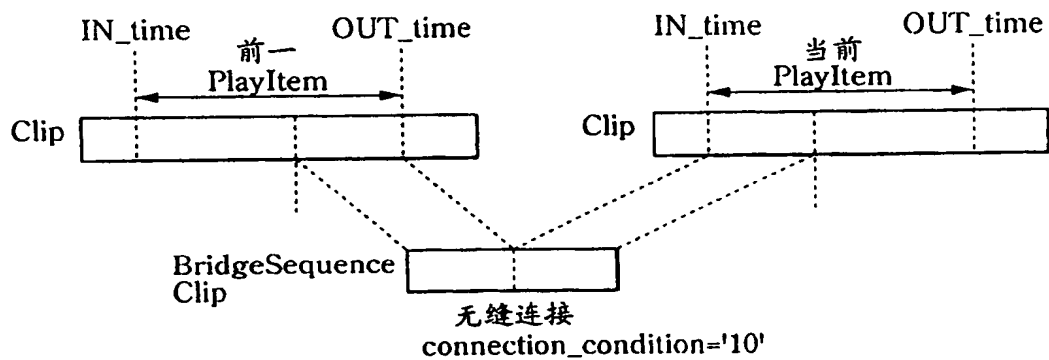 IN_time
OUT_time
IN_time
OUT_time
前一
PlayItem
当前
PlayItem
Clip
Clip
BridgeSequence
Clip
无缝连接
connection_condition='10'